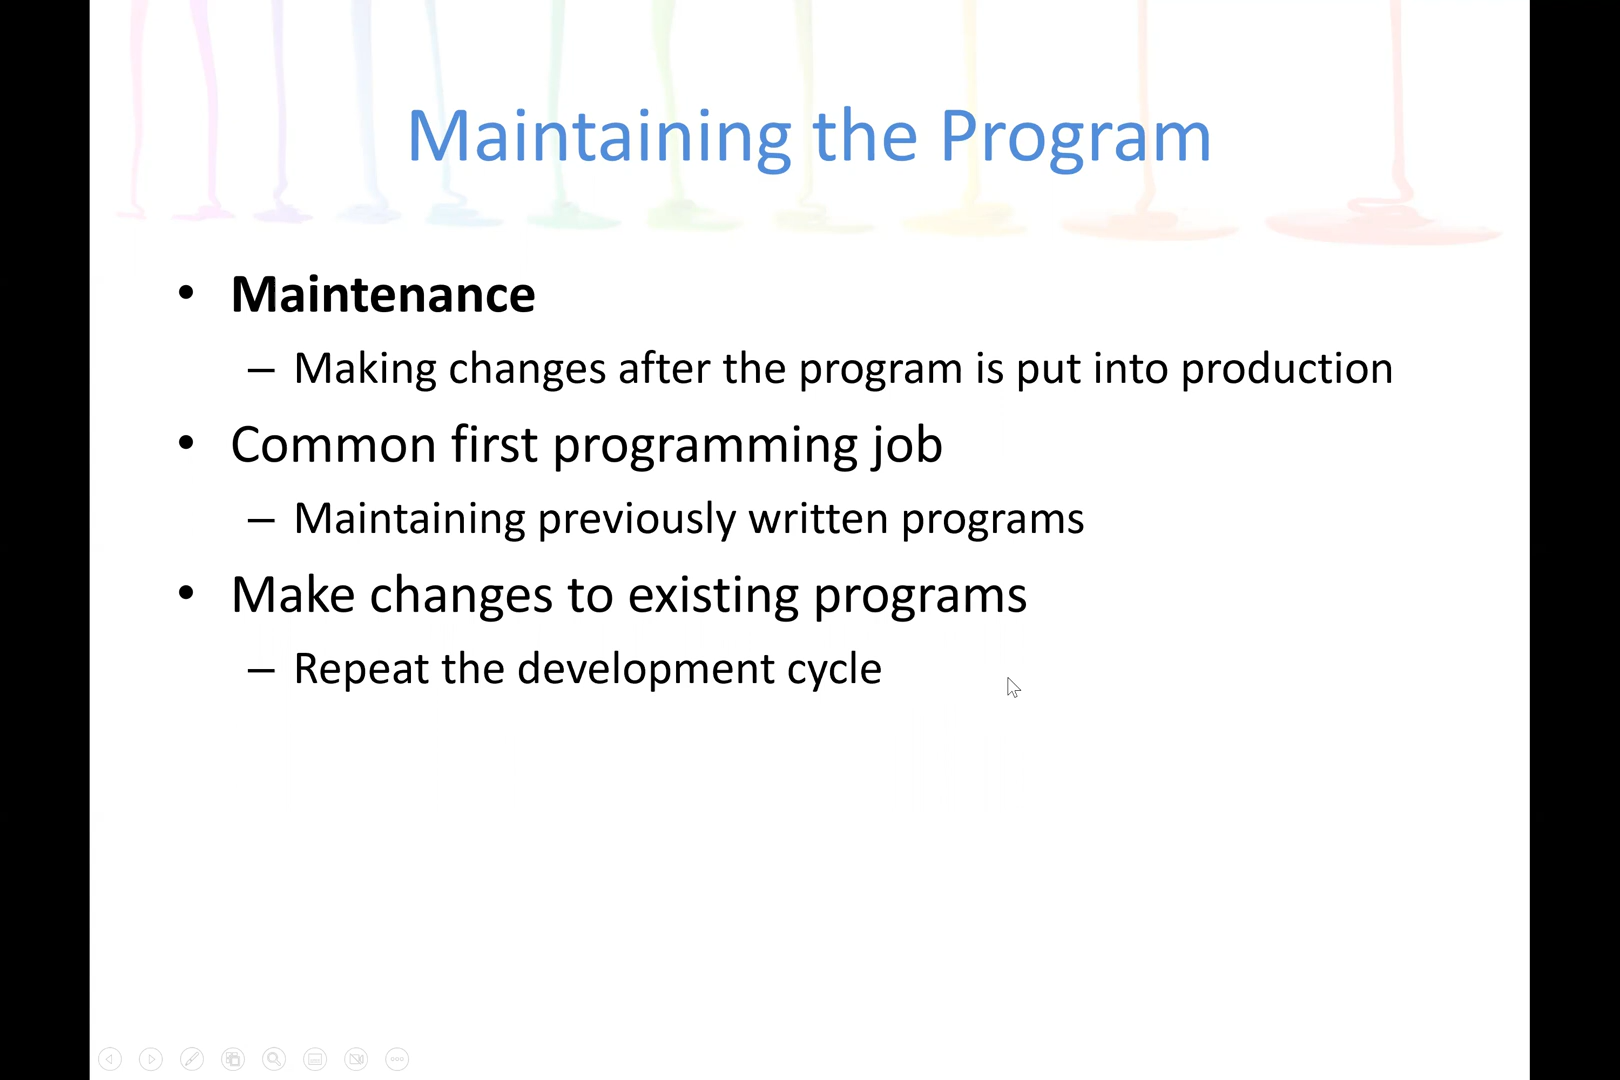 Maintaining the Program
• Maintenance
– Making changes after the program is put into production
• Common first programming job
– Maintaining previously written programs
• Make changes to existing programs
– Repeat the development cycle